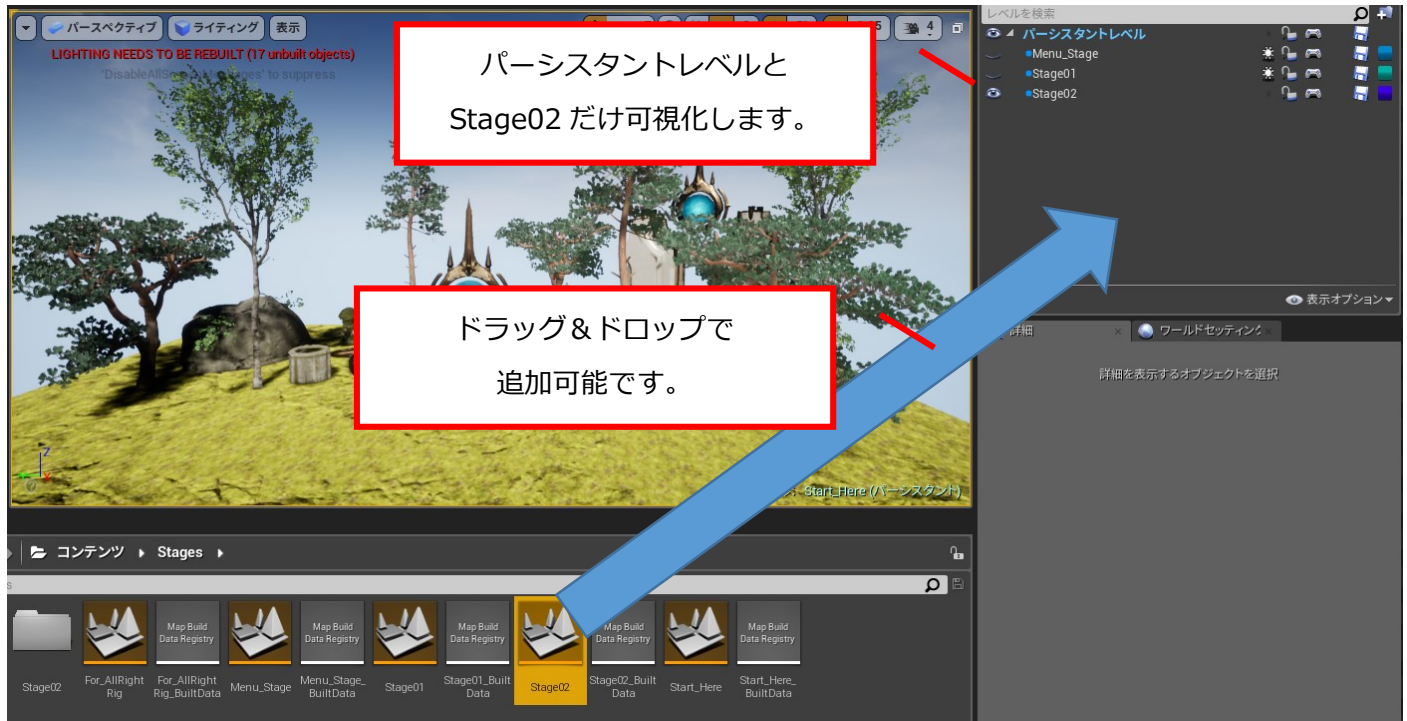 パースペクティブ ライティング 表示
4
LIGHTING NEEDS TO BE REBUILT (17 unbuilt objects)
パーシスタントレベルと
Stage02 だけ可視化します。
ドラッグ＆ドロップで
追加可能です。
Start_Here (パーシスタント)
レベルを検索
パーシスタントレベル
Menu_Stage
Stage01
Stage02
表示オプション
詳細 ワールドセッティング
詳細を表示するオブジェクトを選択
コンテンツ Stages
Stage02
For_AllRight
Rig
Map Build
Data Registry
For_AllRight
Rig_BuiltData
Menu_Stage
Map Build
Data Registry
Menu_Stage_
BuiltData
Stage01
Map Build
Data Registry
Stage01_Built
Data
Stage02
Map Build
Data Registry
Stage02_Built
Data
Start_Here
Map Build
Data Registry
Start_Here_
BuiltData